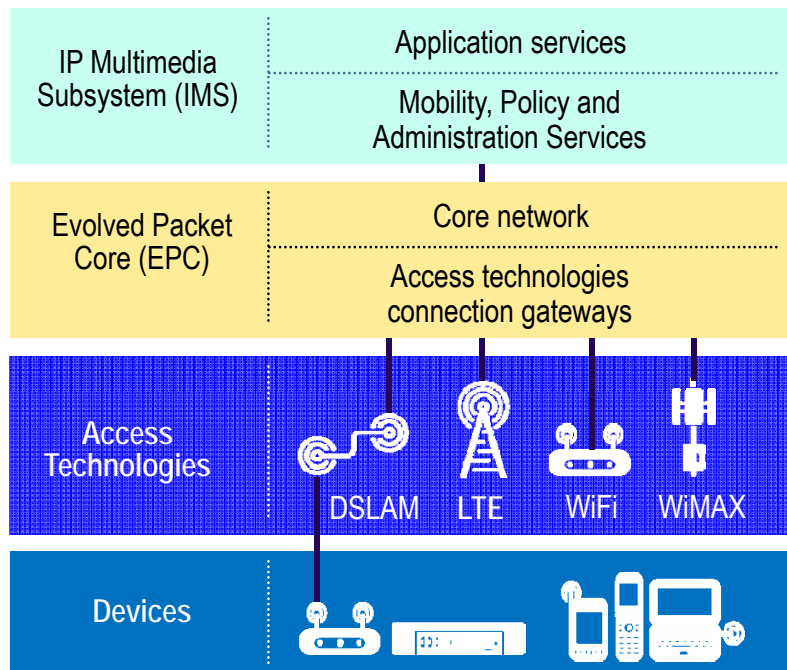 IP Multimedia
Subsystem (IMS)
Application services
Mobility, Policy and
Administration Services
Evolved Packet
Core (EPC)
Core network
Access technologies
connection gateways
Access
Technologies
DSLAM
LTE
WiFi
WiMAX
Devices